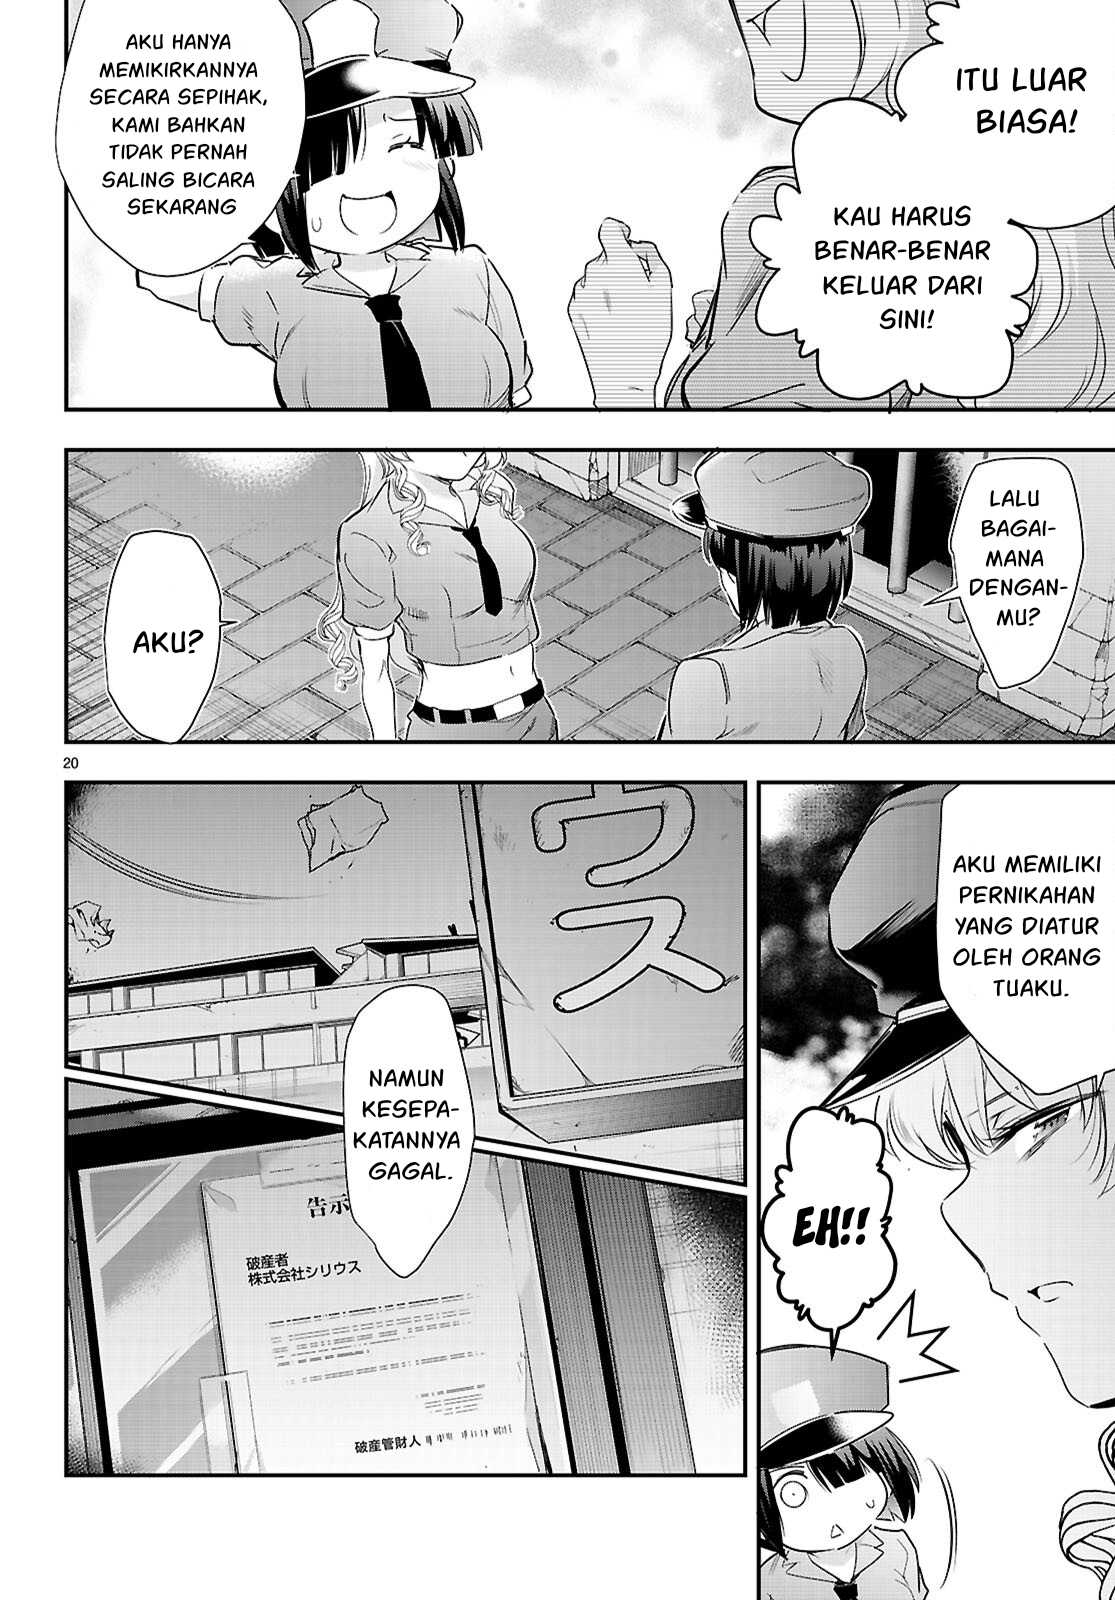 ITU LUAR
BIASA!
KAU HARUS
BENAR-BENAR
KELUAR DARI
SINI!
AKU HANYA
MEMIKIRKANNYA
SECARA SEPIHAK,
KAMI BAHKAN
TIDAK PERNAH
SALING BICARA
SEKARANG
LALU
BAGAI-
MANA
DENGAN-
MU?
AKU?
20
AKU MEMILIKI
PERNIKAHAN
YANG DIATUR
OLEH ORANG
TUAKU.
EH!!
ウス
NAMUN
KESEPA-
KATANNYA
GAGAL.
告示
破産者
株式会社シリウス
破産管財人